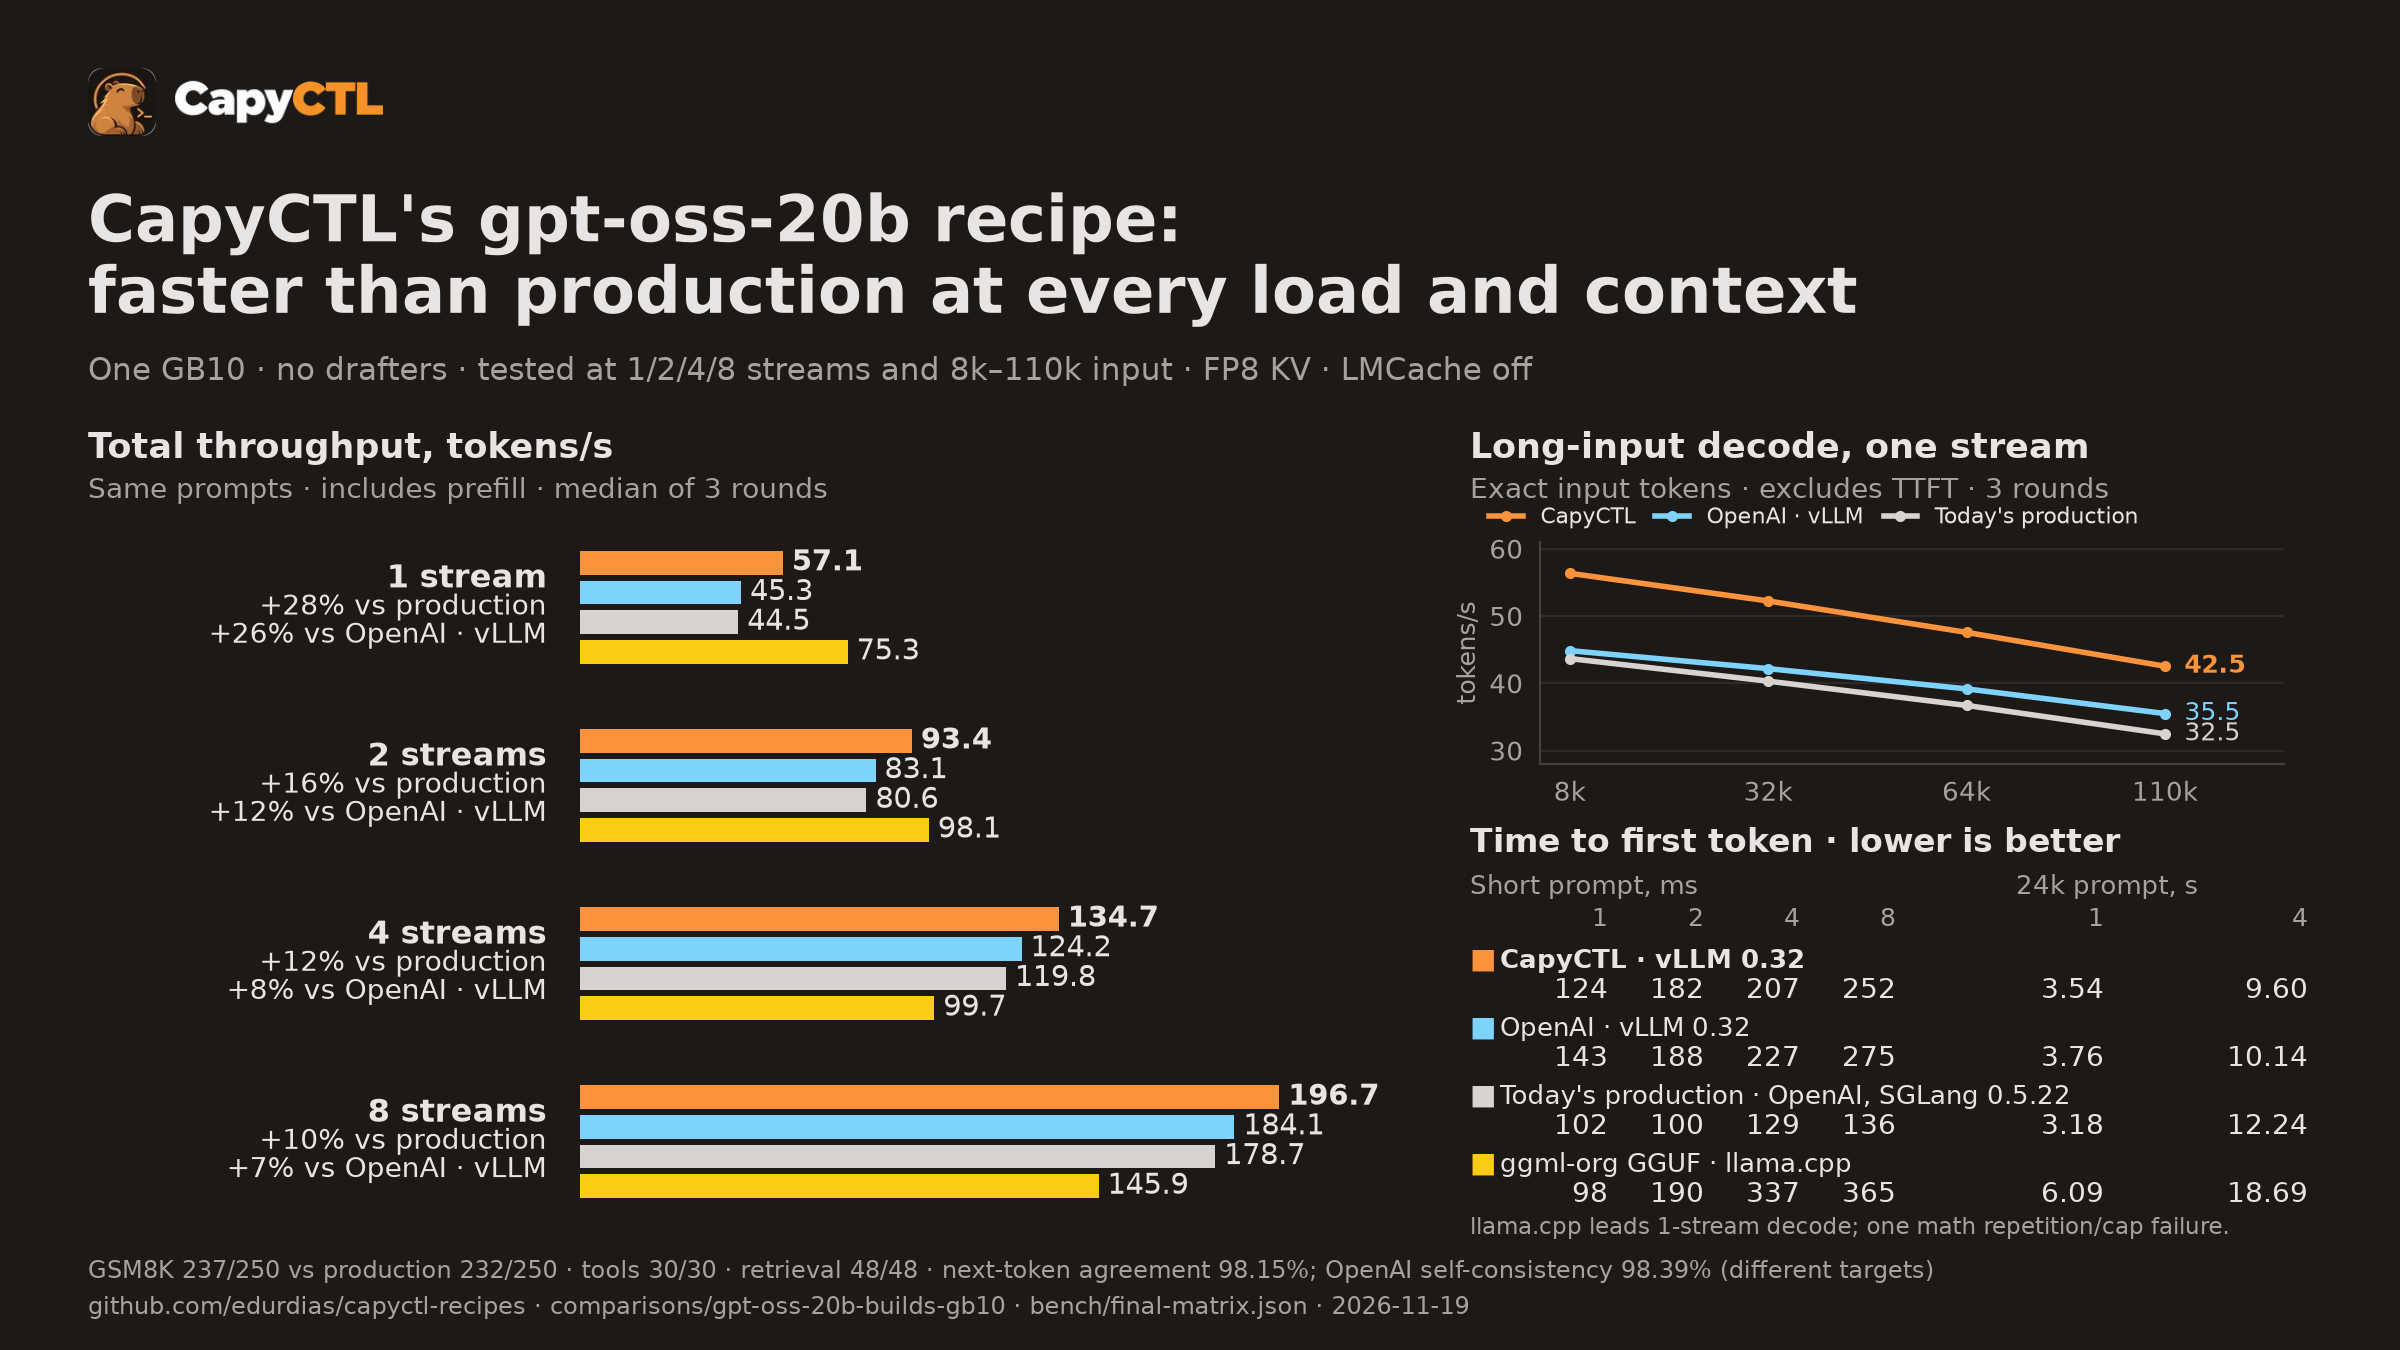 CapyCTL
CapyCTL's gpt-oss-20b recipe:
faster than production at every load and context
One GB10 · no drafters · tested at 1/2/4/8 streams and 8k–110k input · FP8 KV · LMCache off
Total throughput, tokens/s
Same prompts · includes prefill · median of 3 rounds
1 stream
+28% vs production
+26% vs OpenAI · vLLM
57.1
45.3
44.5
75.3
2 streams
+16% vs production
+12% vs OpenAI · vLLM
93.4
83.1
80.6
98.1
4 streams
+12% vs production
+8% vs OpenAI · vLLM
134.7
124.2
119.8
99.7
8 streams
+10% vs production
+7% vs OpenAI · vLLM
196.7
184.1
178.7
145.9
Long-input decode, one stream
Exact input tokens · excludes TTFT · 3 rounds
CapyCTL OpenAI · vLLM Today's production
tokens/s
60
50
40
30
42.5
35.5
32.5
8k 32k 64k 110k
Time to first token · lower is better
Short prompt, ms 24k prompt, s
1 2 4 8 1 4
CapyCTL · vLLM 0.32
124 182 207 252 3.54 9.60
OpenAI · vLLM 0.32
143 188 227 275 3.76 10.14
Today's production · OpenAI, SGLang 0.5.22
102 100 129 136 3.18 12.24
ggml-org GGUF · llama.cpp
98 190 337 365 6.09 18.69
llama.cpp leads 1-stream decode; one math repetition/cap failure.
GSM8K 237/250 vs production 232/250 · tools 30/30 · retrieval 48/48 · next-token agreement 98.15%; OpenAI self-consistency 98.39% (different targets)
github.com/edurdias/capyctl-recipes · comparisons/gpt-oss-20b-builds-gb10 · bench/final-matrix.json · 2026-11-19